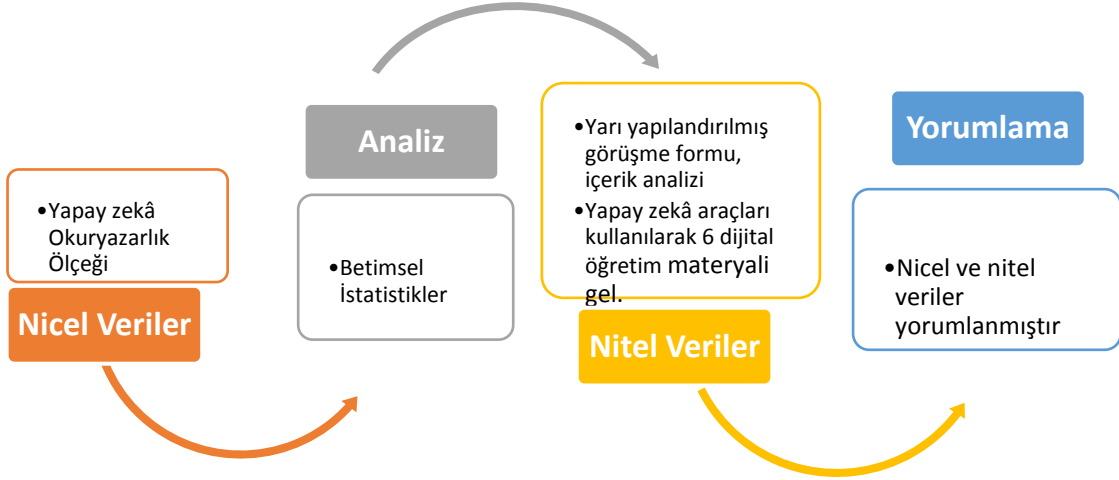 •Yapay zekâ
Okuryazarlık
Ölçeği
Nicel Veriler
Analiz
•Betimsel
İstatistikler
•Yarı yapılandırılmış
görüşme formu,
içerik analizi
•Yapay zekâ araçları
kullanılarak 6 dijital
öğretim materyali
gel.
Nitel Veriler
Yorumlama
•Nicel ve nitel
veriler
yorumlanmıştır